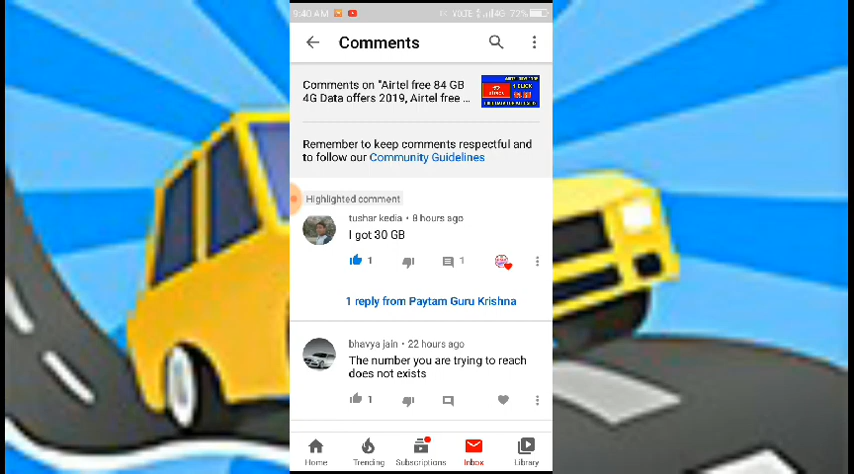 9:40 AM
VoLTE
4G 72%
Comments
Comments on "Airtel free 84 GB
4G Data offers 2019, Airtel free ...
1 CLICK
Remember to keep comments respectful and
to follow our Community Guidelines
Highlighted comment
tushar kedia • 8 hours ago
I got 30 GB
1
1
1 reply from Paytam Guru Krishna
bhavya jain • 22 hours ago
The number you are trying to reach
does not exists
1
Home
Trending
Subscriptions
Inbox
Library